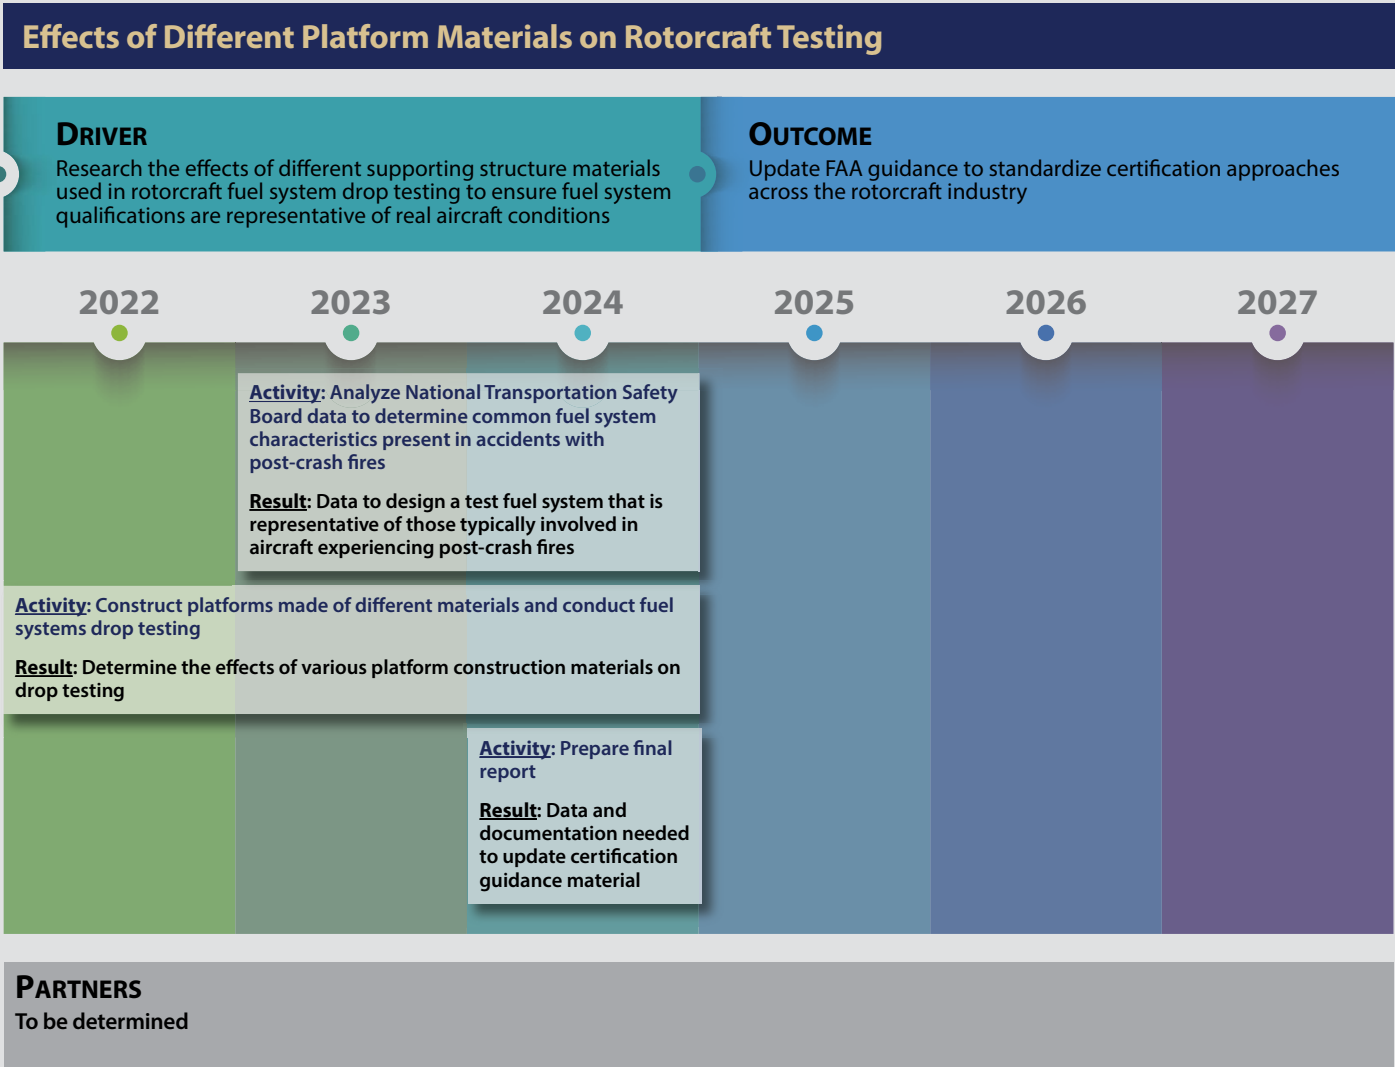 Effects of Different Platform Materials on Rotorcraft Testing
DRIVER
Research the effects of different supporting structure materials
used in rotorcraft fuel system drop testing to ensure fuel system
qualifications are representative of real aircraft conditions
OUTCOME
Update FAA guidance to standardize certification approaches
across the rotorcraft industry
2022
2023
2024
2025
2026
2027
Activity: Analyze National Transportation Safety
Board data to determine common fuel system
characteristics present in accidents with
post-crash fires
Result: Data to design a test fuel system that is
representative of those typically involved in
aircraft experiencing post-crash fires
Activity: Construct platforms made of different materials and conduct fuel
systems drop testing
Result: Determine the effects of various platform construction materials on
drop testing
Activity: Prepare final
report
Result: Data and
documentation needed
to update certification
guidance material
PARTNERS
To be determined